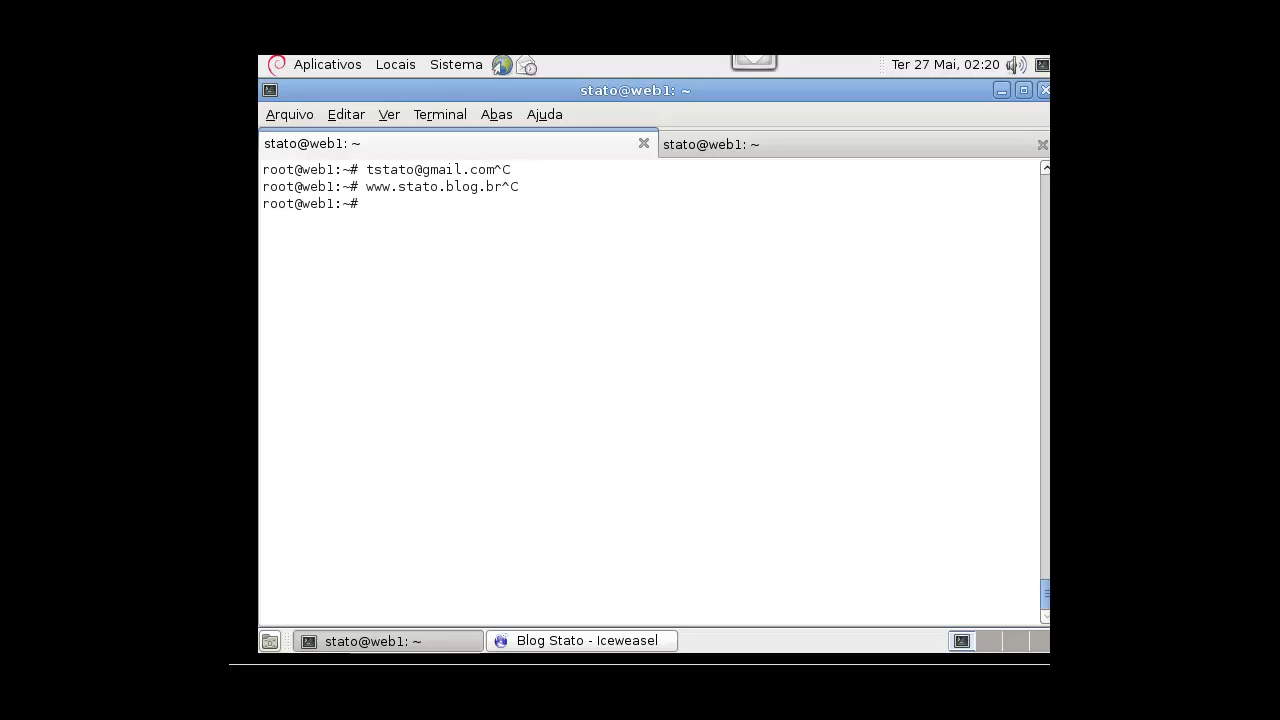 Aplicativos Locais Sistema Ter 27 Mai, 02:20
stato@web1: ~
Arquivo Editar Ver Terminal Abas Ajuda
stato@web1: ~ stato@web1: ~
root@web1:~# tstato@gmail.com^C
root@web1:~# www.stato.blog.br^C
root@web1:~#
stato@web1: ~ Blog Stato - Iceweasel